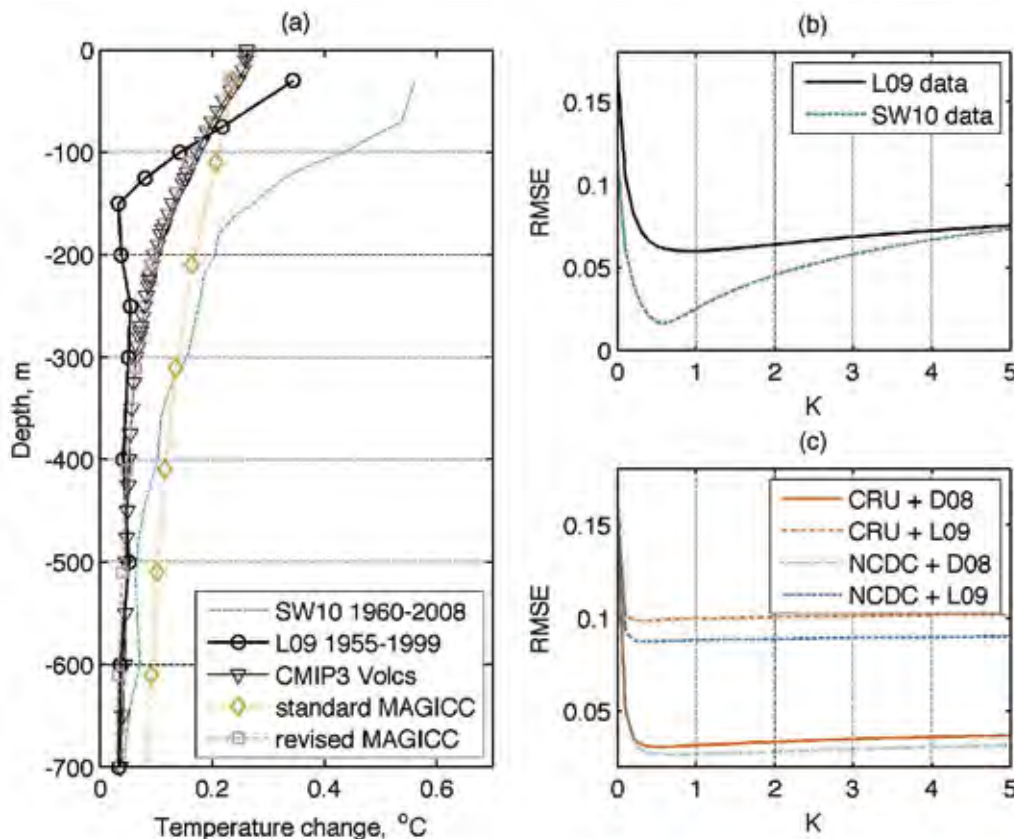 (a)
0
-100
-200
-300
-400
-500
-600
-700
Depth, m
0
0.2
0.4
0.6
Temperature change, °C
SW10 1960-2008
L09 1955-1999
CMIP3 Volcs
standard MAGICC
revised MAGICC
(b)
0.15
0.1
0.05
0
RMSE
0
1
2
3
4
5
K
L09 data
SW10 data
(c)
0.15
0.1
0.05
RMSE
0
1
2
3
4
5
K
CRU + D08
CRU + L09
NCDC + D08
NCDC + L09